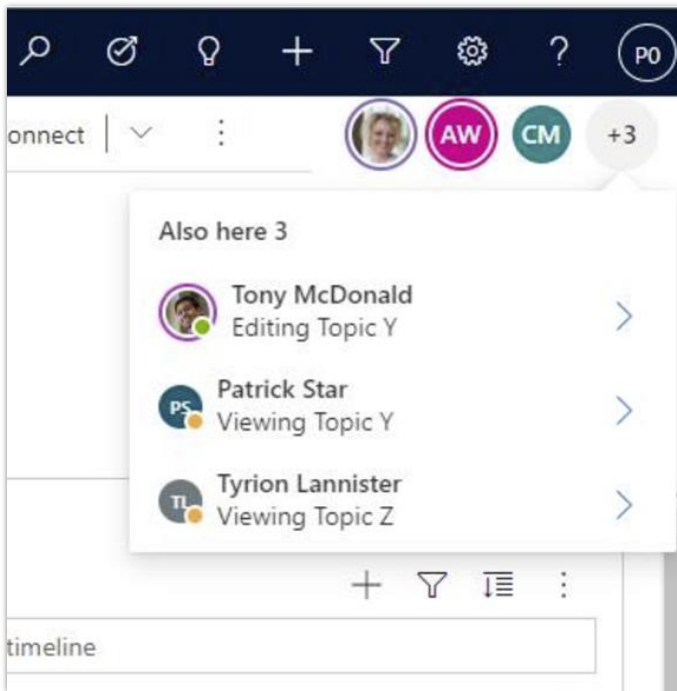 PO
onnect
AW
CM
+3
Also here 3
Tony McDonald
Editing Topic Y
PS
Patrick Star
Viewing Topic Y
TL
Tyrion Lannister
Viewing Topic Z
timeline